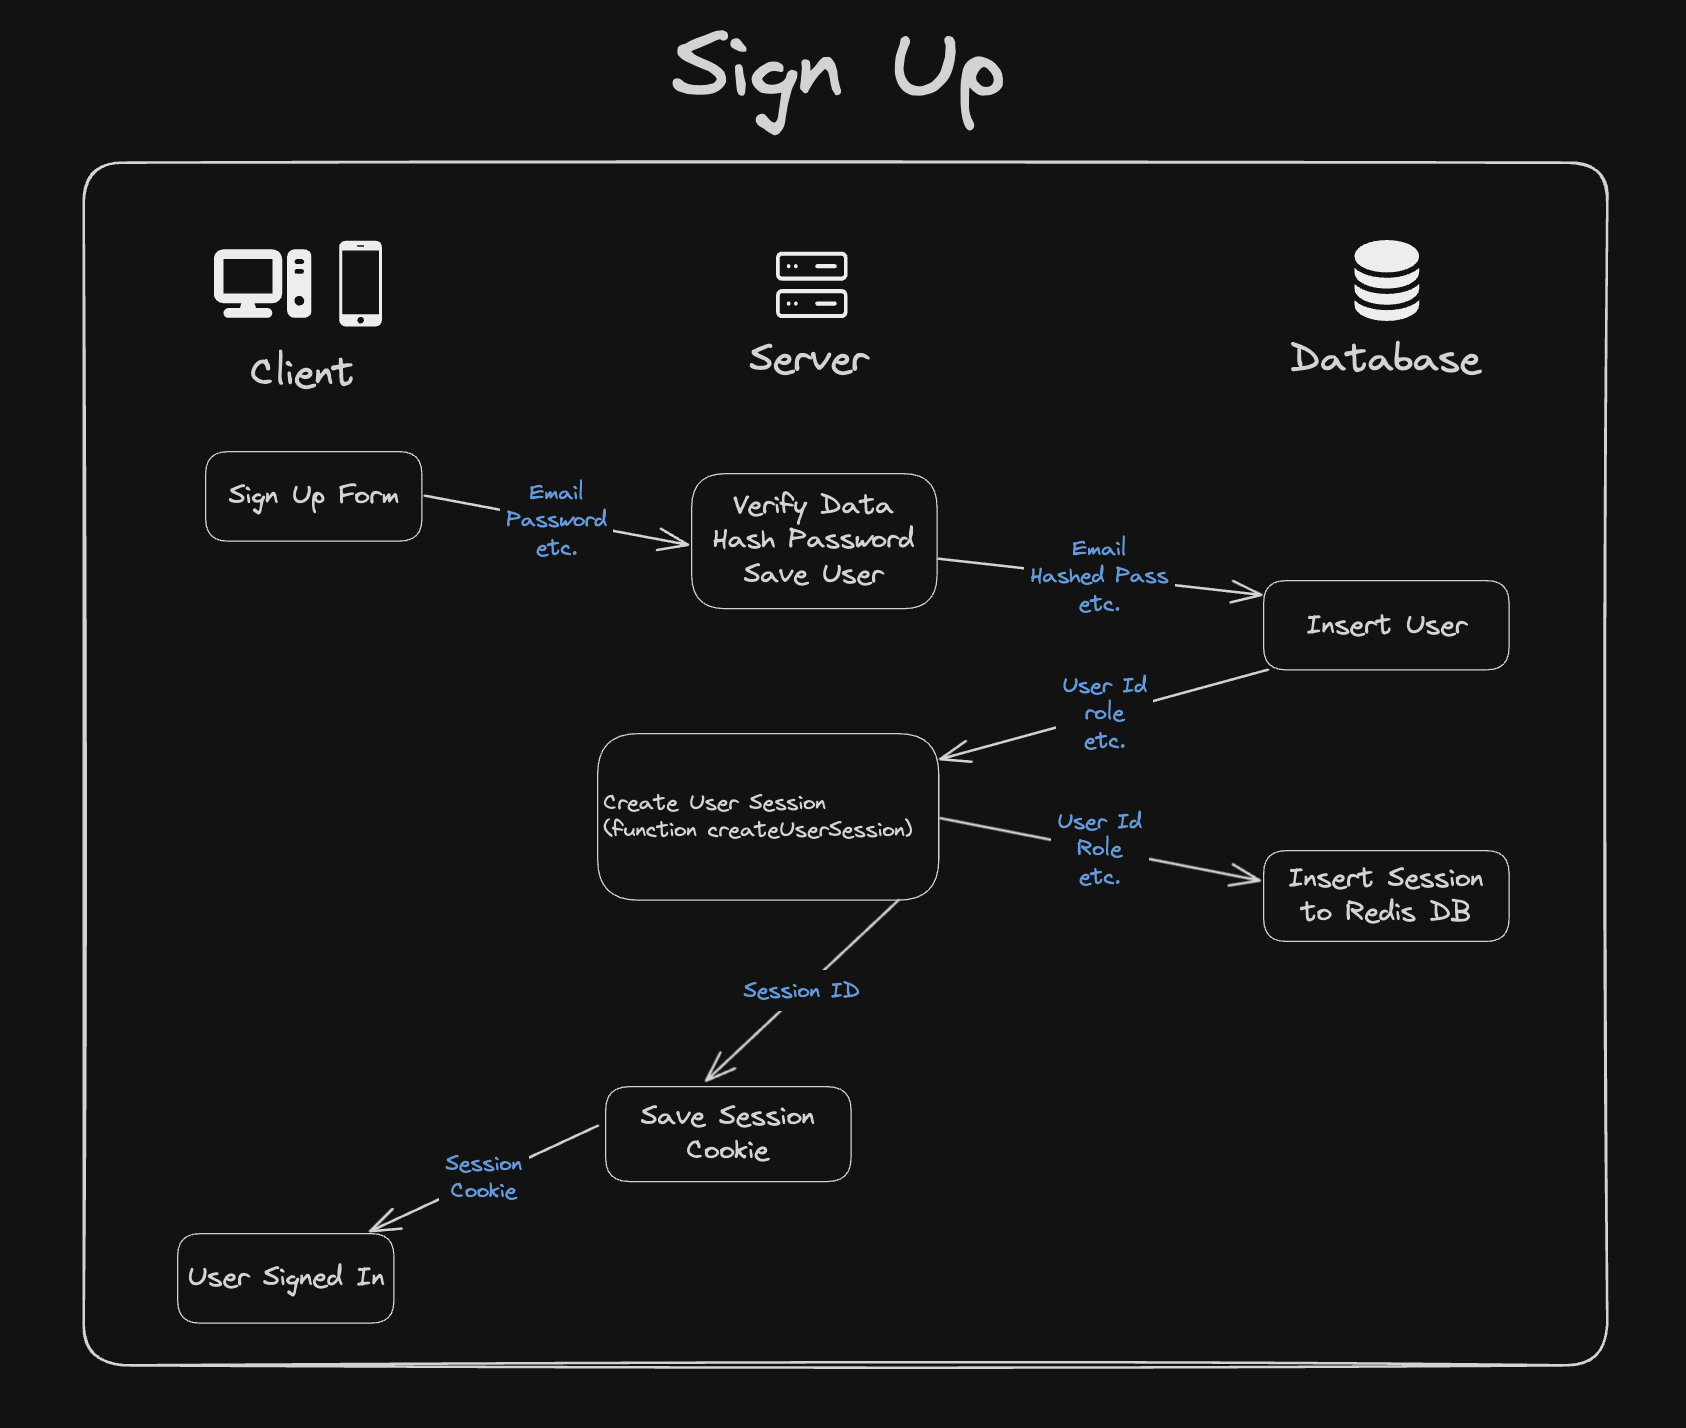 Sign Up
Client
Server
Database
Sign Up Form
Email
Password
etc.
Verify Data
Hash Password
Save User
Email
Hashed Pass
etc.
Insert User
User Id
role
etc.
Create User Session
(function createUserSession)
User Id
Role
etc.
Insert Session
to Redis DB
Session ID
Save Session
Cookie
Session
Cookie
User Signed In